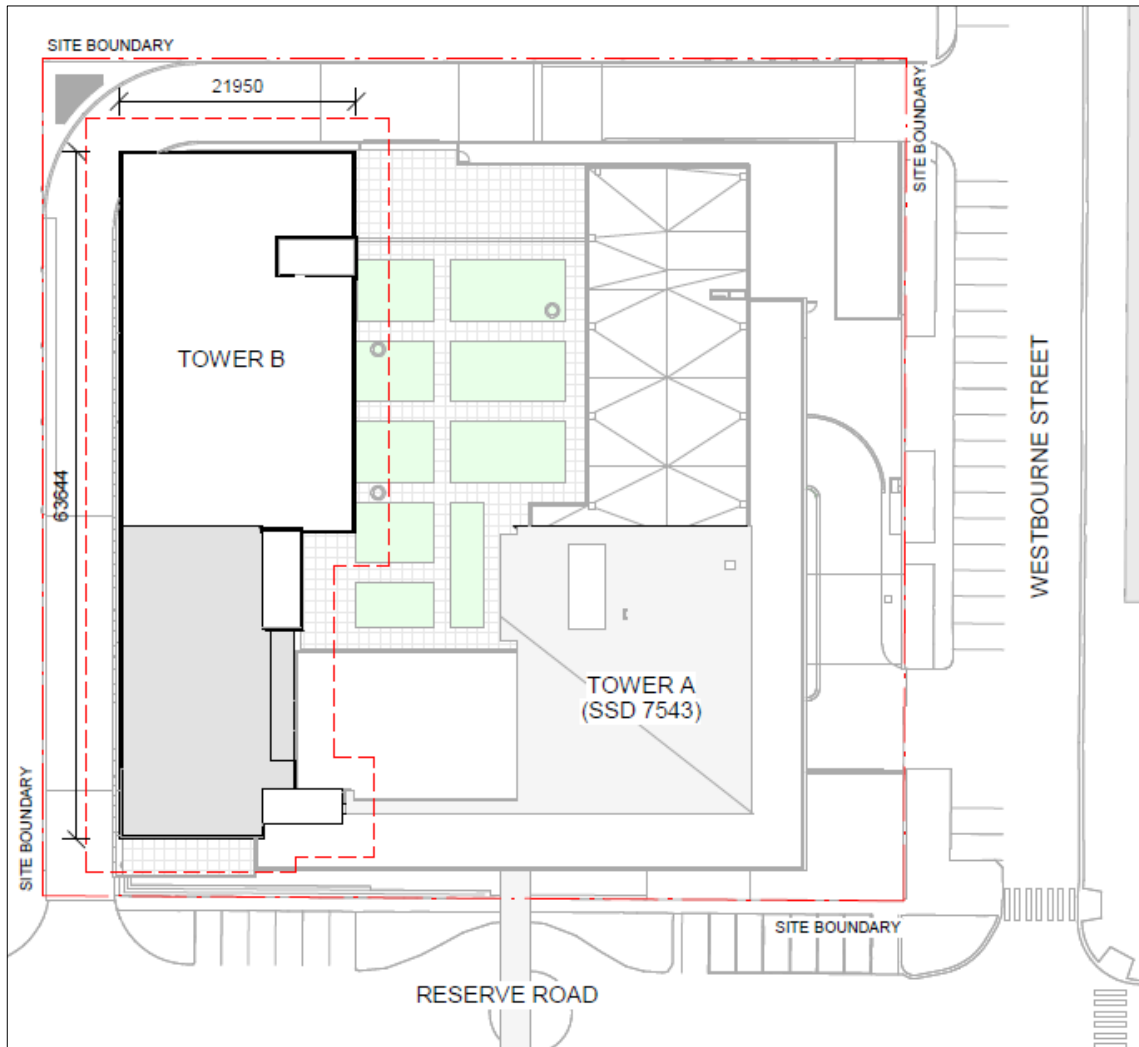 SITE BOUNDARY
21950
SITE BOUNDARY
TOWER B
63644
WESTBOURNE STREET
TOWER A
(SSD 7543)
SITE BOUNDARY
SITE BOUNDARY
RESERVE ROAD